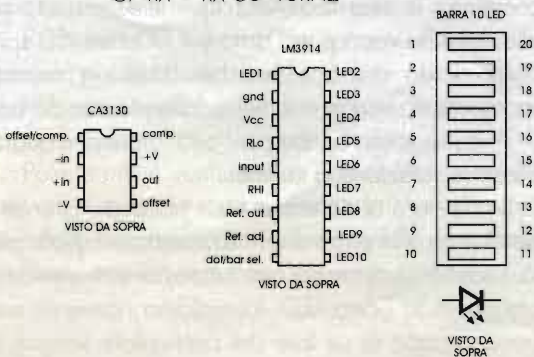 BARRA 10 LED
CA3130
offset/comp.
-in
+in
-V
comp.
+V
out
offset
VISTO DA SOPRA
LM3914
LED1
gnd
Vcc
RLo
input
RHI
Ref. out
Ref. adj
dot/bar sel.
LED2
LED3
LED4
LED5
LED6
LED7
LED8
LED9
LED10
VISTO DA SOPRA
1
2
3
4
5
6
7
8
9
10
20
19
18
17
16
15
14
13
12
11
VISTO DA
SOPRA